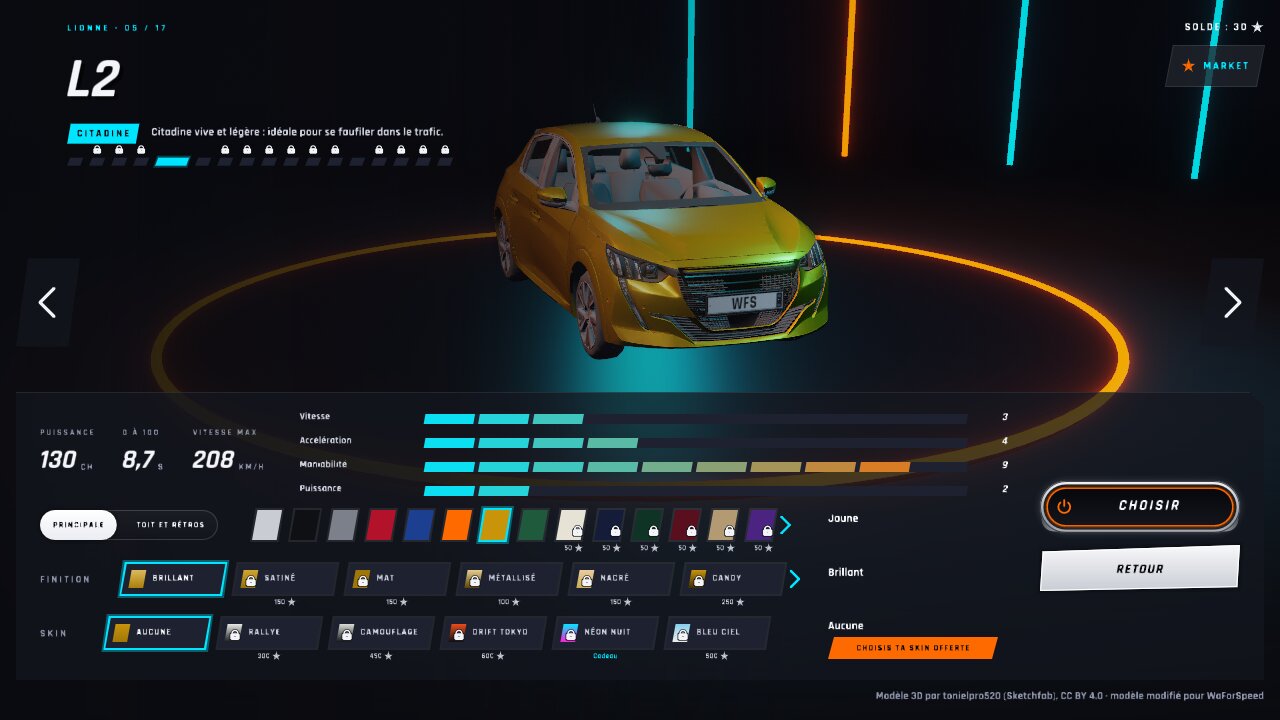 LIONNE · 05 / 17
SOLDE : 30 ★
L2
★ MARKET
CITADINE
Citadine vive et légère : idéale pour se faufiler dans le trafic.
WFS
PUISSANCE
130 CH
0 À 100
8,7 S
VITESSE MAX
208 KM/H
Vitesse
3
Accélération
4
Maniabilité
9
Puissance
2
PRINCIPALE
TOIT ET RÉTROS
50 ★
50 ★
50 ★
50 ★
50 ★
50 ★
Jaune
CHOISIR
FINITION
BRILLANT
SATINÉ
MAT
MÉTALLISÉ
NACRÉ
CANDY
150 ★
150 ★
100 ★
150 ★
250 ★
Brillant
RETOUR
SKIN
AUCUNE
RALLYE
CAMOUFLAGE
DRIFT TOKYO
NÉON NUIT
BLEU CIEL
300 ★
450 ★
600 ★
Cadeau
500 ★
Aucune
CHOISIS TA SKIN OFFERTE
Modèle 3D par tonielpro520 (Sketchfab), CC BY 4.0 · modèle modifié pour WaForSpeed